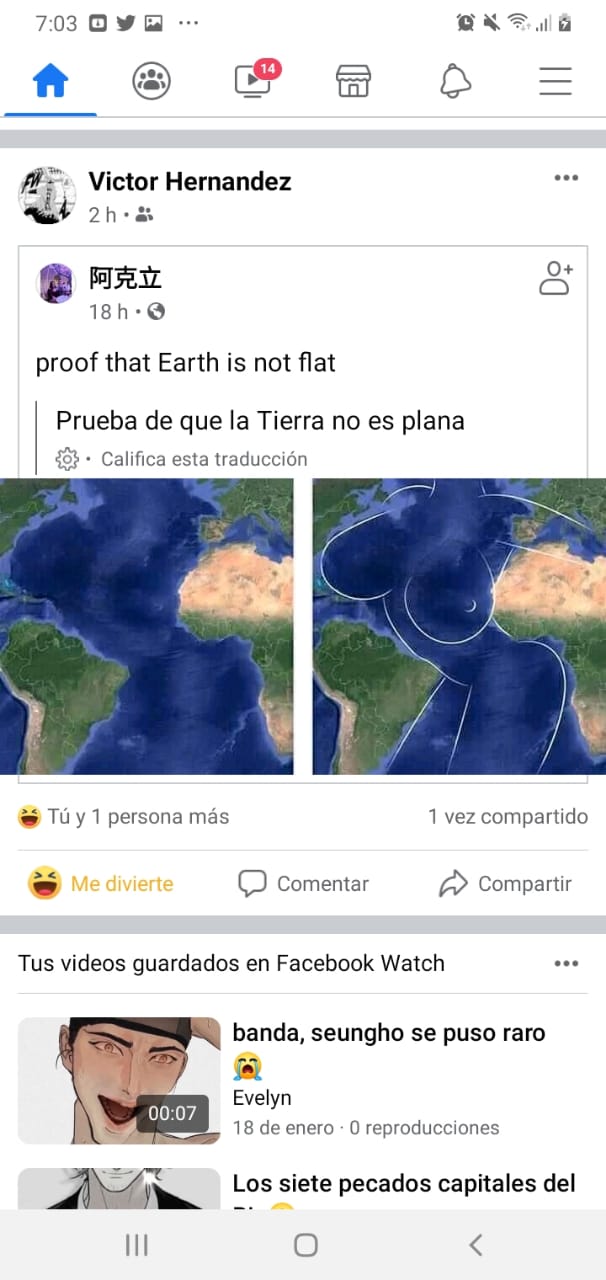 7:03
14
Victor Hernandez
2 h
阿克立
18 h
proof that Earth is not flat
Prueba de que la Tierra no es plana
Califica esta traducción
😆 Tú y 1 persona más
1 vez compartido
😆 Me divierte
Comentar
Compartir
Tus videos guardados en Facebook Watch
00:07
banda, seungho se puso raro
😭
Evelyn
18 de enero · 0 reproducciones
Los siete pecados capitales del